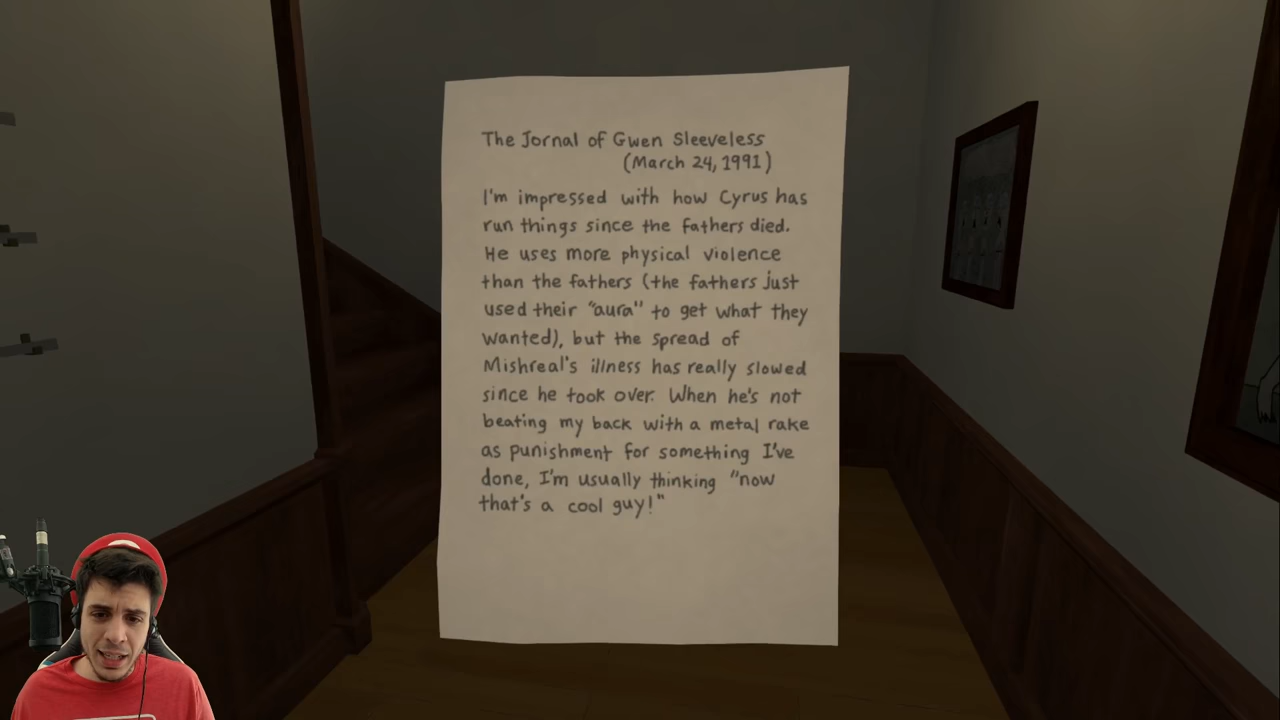 The Jornal of Gwen Sleeveless
(March 24, 1991)
I'm impressed with how Cyrus has
run things since the fathers died.
He uses more physical violence
than the fathers (the fathers just
used their "aura" to get what they
wanted), but the spread of
Mishreal's illness has really slowed
since he took over. When he's not
beating my back with a metal rake
as punishment for something I've
done, I'm usually thinking "now
that's a cool guy!"